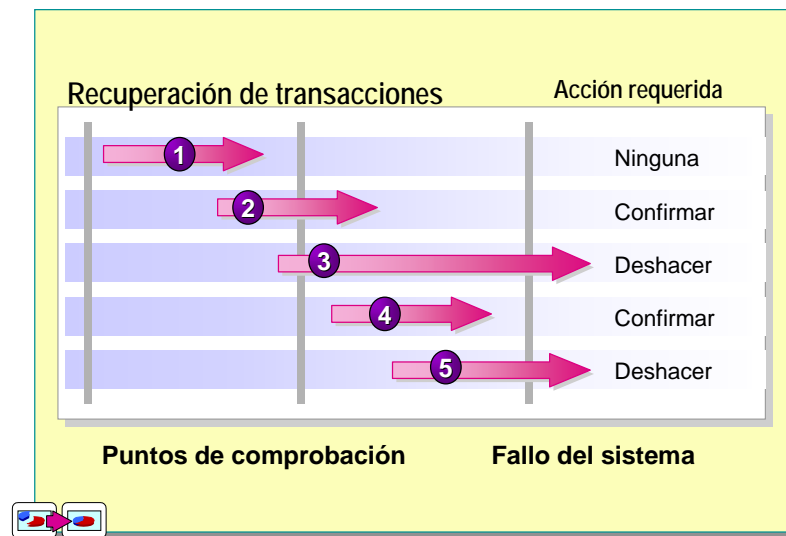 Recuperación de transacciones Acción requerida
1 Ninguna
2 Confirmar
3 Deshacer
4 Confirmar
5 Deshacer
Puntos de comprobación Fallo del sistema